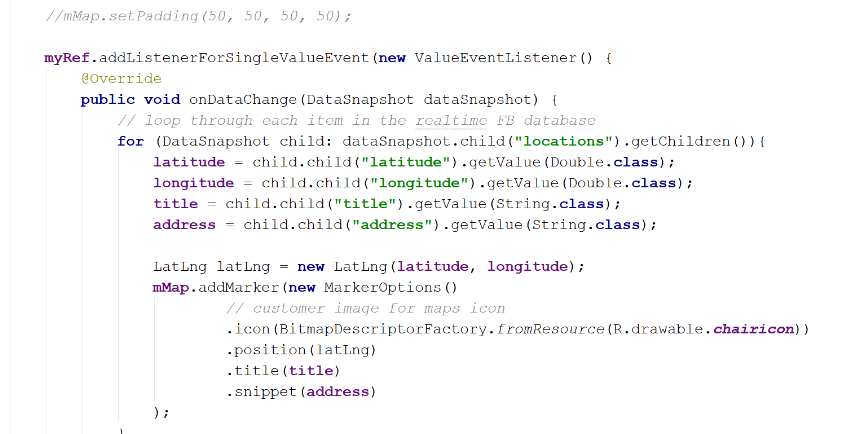 //mMap.setPadding(50, 50, 50, 50);
myRef.addListenerForSingleValueEvent(new ValueEventListener() {
@Override
public void onDataChange(DataSnapshot dataSnapshot) {
// loop through each item in the realtime FB database
for (DataSnapshot child: dataSnapshot.child("locations").getChildren()){
latitude = child.child("latitude").getValue(Double.class);
longitude = child.child("longitude").getValue(Double.class);
title = child.child("title").getValue(String.class);
address = child.child("address").getValue(String.class);
LatLng latLng = new LatLng(latitude, longitude);
mMap.addMarker(new MarkerOptions()
// customer image for maps icon
.icon(BitmapDescriptorFactory.fromResource(R.drawable.chairicon))
.position(latLng)
.title(title)
.snippet(address)
);